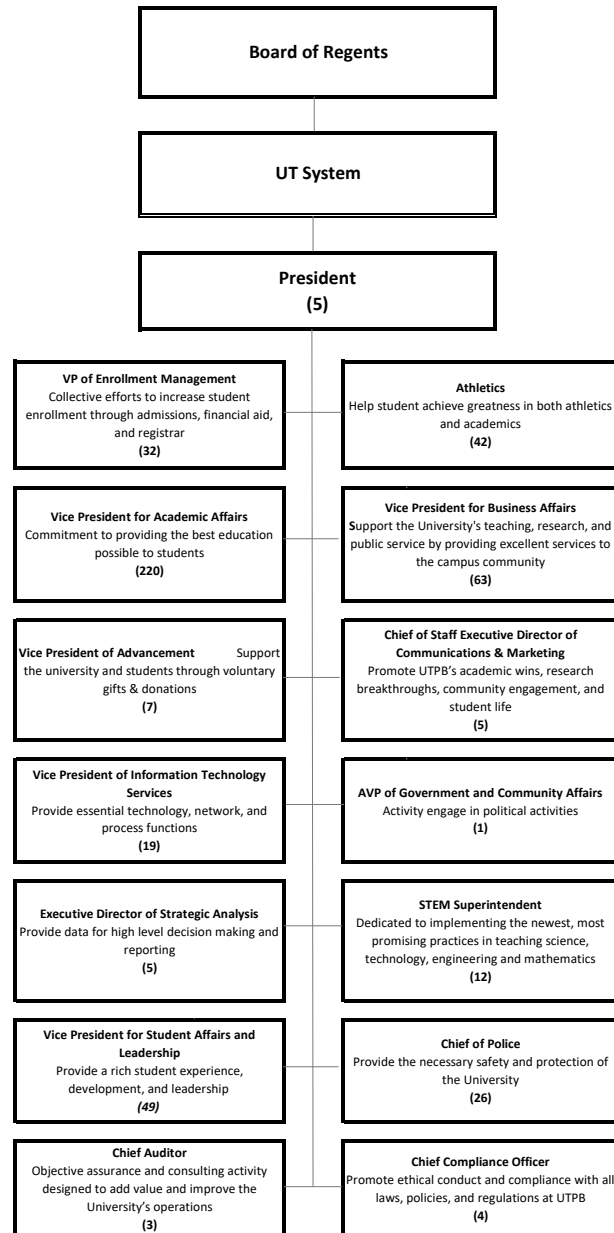 Board of Regents
UT System
President
(5)
VP of Enrollment Management
Collective efforts to increase student
enrollment through admissions, financial aid,
and registrar
(32)
Athletics
Help student achieve greatness in both athletics
and academics
(42)
Vice President for Academic Affairs
Commitment to providing the best education
possible to students
(220)
Vice President for Business Affairs
Support the University's teaching, research, and
public service by providing excellent services to
the campus community
(63)
Vice President of Advancement Support
the university and students through voluntary
gifts & donations
(7)
Chief of Staff Executive Director of
Communications & Marketing
Promote UTPB’s academic wins, research
breakthroughs, community engagement, and
student life
(5)
Vice President of Information Technology
Services
Provide essential technology, network, and
process functions
(19)
AVP of Government and Community Affairs
Activity engage in political activities
(1)
Executive Director of Strategic Analysis
Provide data for high level decision making and
reporting
(5)
STEM Superintendent
Dedicated to implementing the newest, most
promising practices in teaching science,
technology, engineering and mathematics
(12)
Vice President for Student Affairs and
Leadership
Provide a rich student experience,
development, and leadership
(49)
Chief of Police
Provide the necessary safety and protection of
the University
(26)
Chief Auditor
Objective assurance and consulting activity
designed to add value and improve the
University’s operations
(3)
Chief Compliance Officer
Promote ethical conduct and compliance with all
laws, policies, and regulations at UTPB
(4)